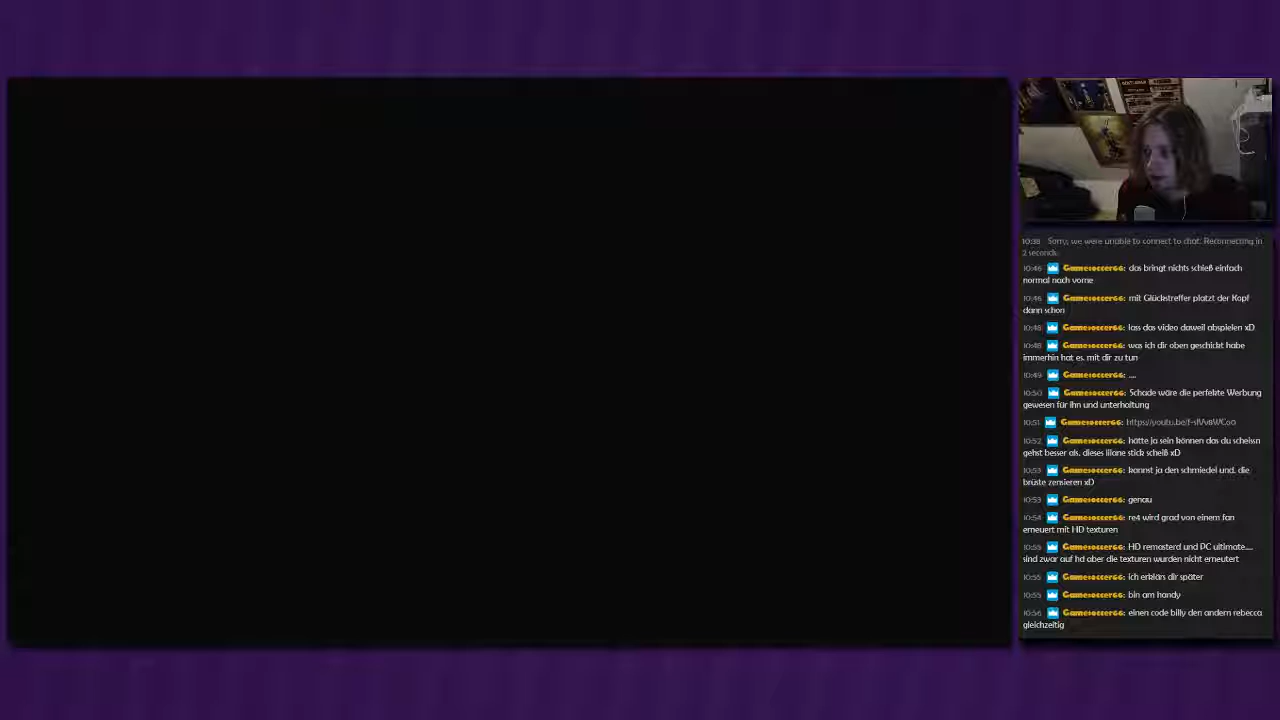 10:38 Sorry, we were unable to connect to chat. Reconnecting in
2 seconds.
10:46 Gamesoccer66: das bringt nichts schieß einfach
normal nach vorne
10:46 Gamesoccer66: mit Glückstreffer platzt der Kopf
dann schon
10:48 Gamesoccer66: lass das video daweil abspielen xD
10:48 Gamesoccer66: was ich dir oben geschickt habe
immerhin hat es. mit dir zu tun
10:49 Gamesoccer66: ....
10:50 Gamesoccer66: Schade wäre die perfekte Werbung
gewesen für ihn und unterhaltung
10:51 Gamesoccer66:
10:52 Gamesoccer66: hätte ja sein können das du scheissn
gehst besser als. dieses lilane stick scheiß xD
10:53 Gamesoccer66: kannst ja den schmiedel und. die
brüste zensieren xD
10:53 Gamesoccer66: genau
10:54 Gamesoccer66: re4 wird grad von einem fan
erneuert mit HD texturen
10:55 Gamesoccer66: HD remasterd und PC ultimate....
sind zwar auf hd aber die texturen wurden nicht erneutert
10:55 Gamesoccer66: ich erklärs dir später
10:55 Gamesoccer66: bin am handy
10:56 Gamesoccer66: einen code billy den andern rebecca
gleichzeitig